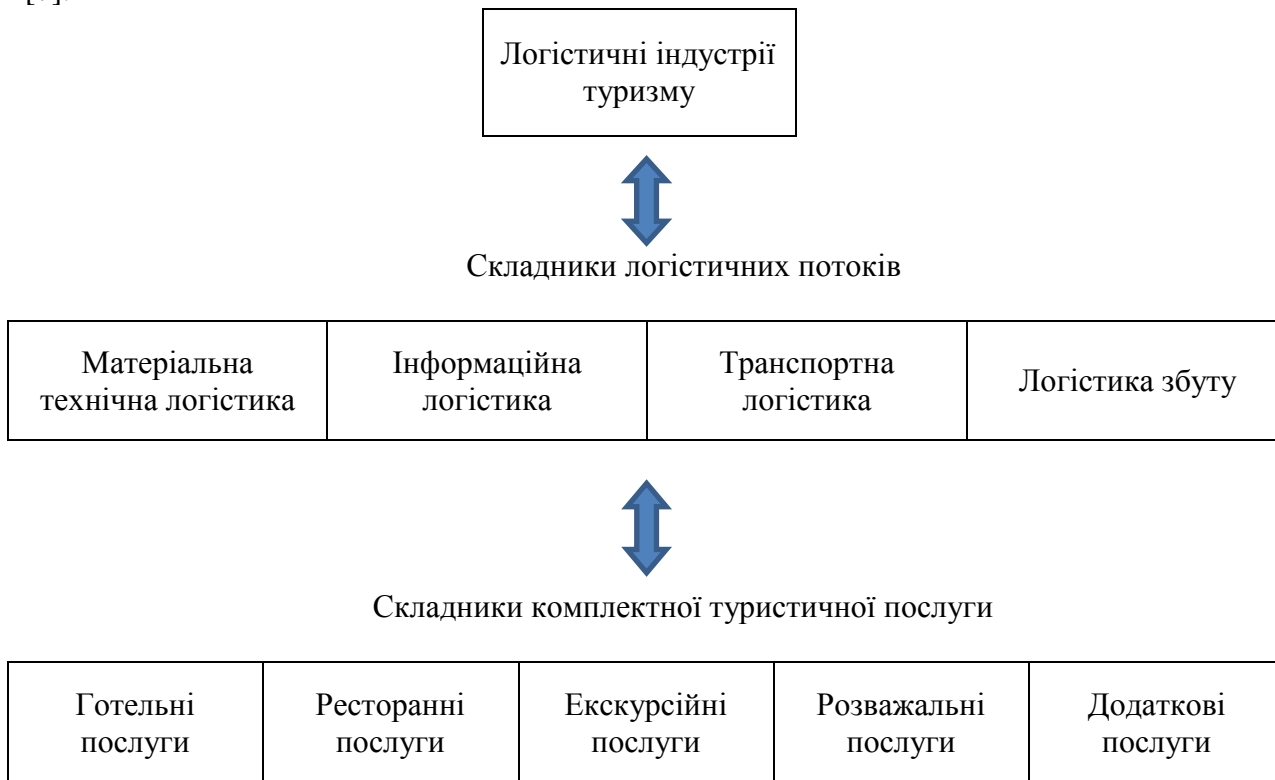 Логістичні індустрії
туризму
Складники логістичних потоків
Матеріальна
технічна логістика
Інформаційна
логістика
Транспортна
логістика
Логістика збуту
Складники комплектної туристичної послуги
Готельні
послуги
Ресторанні
послуги
Екскурсійні
послуги
Розважальні
послуги
Додаткові
послуги